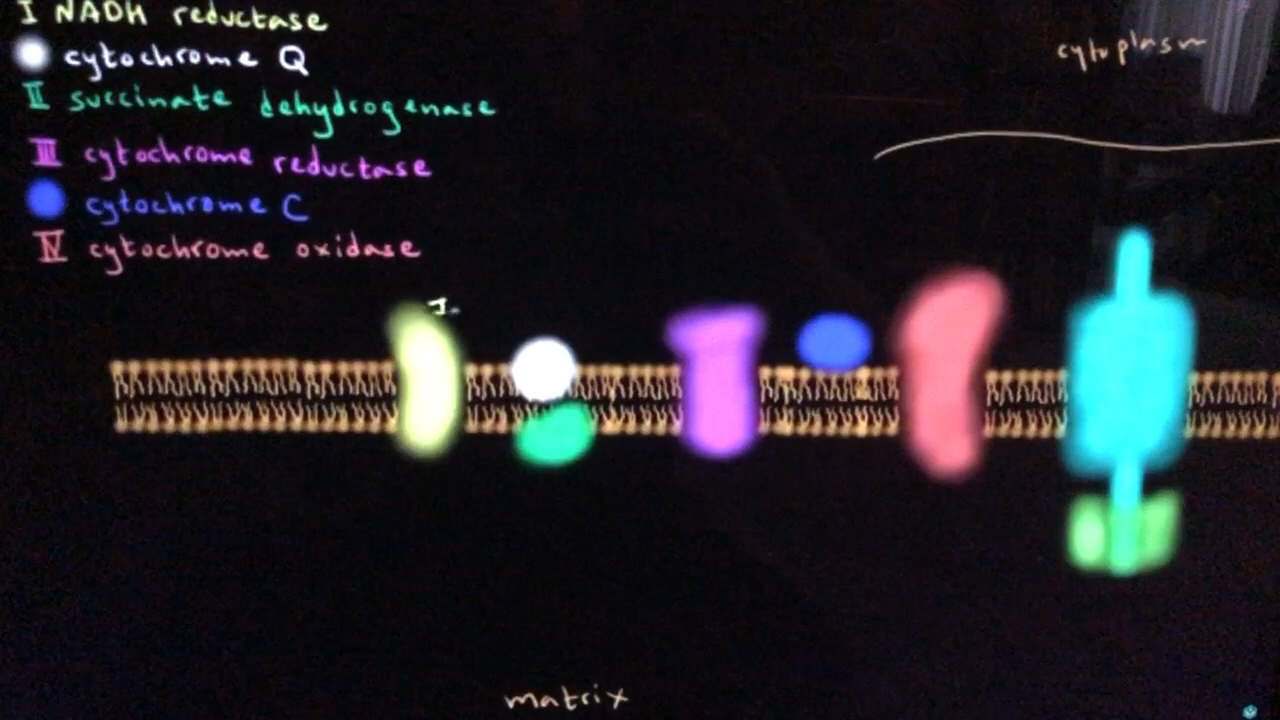 I NADH reductase
cytochrome Q
II succinate dehydrogenase
III cytochrome reductase
cytochrome C
IV cytochrome oxidase
cytoplasm
I.
matrix